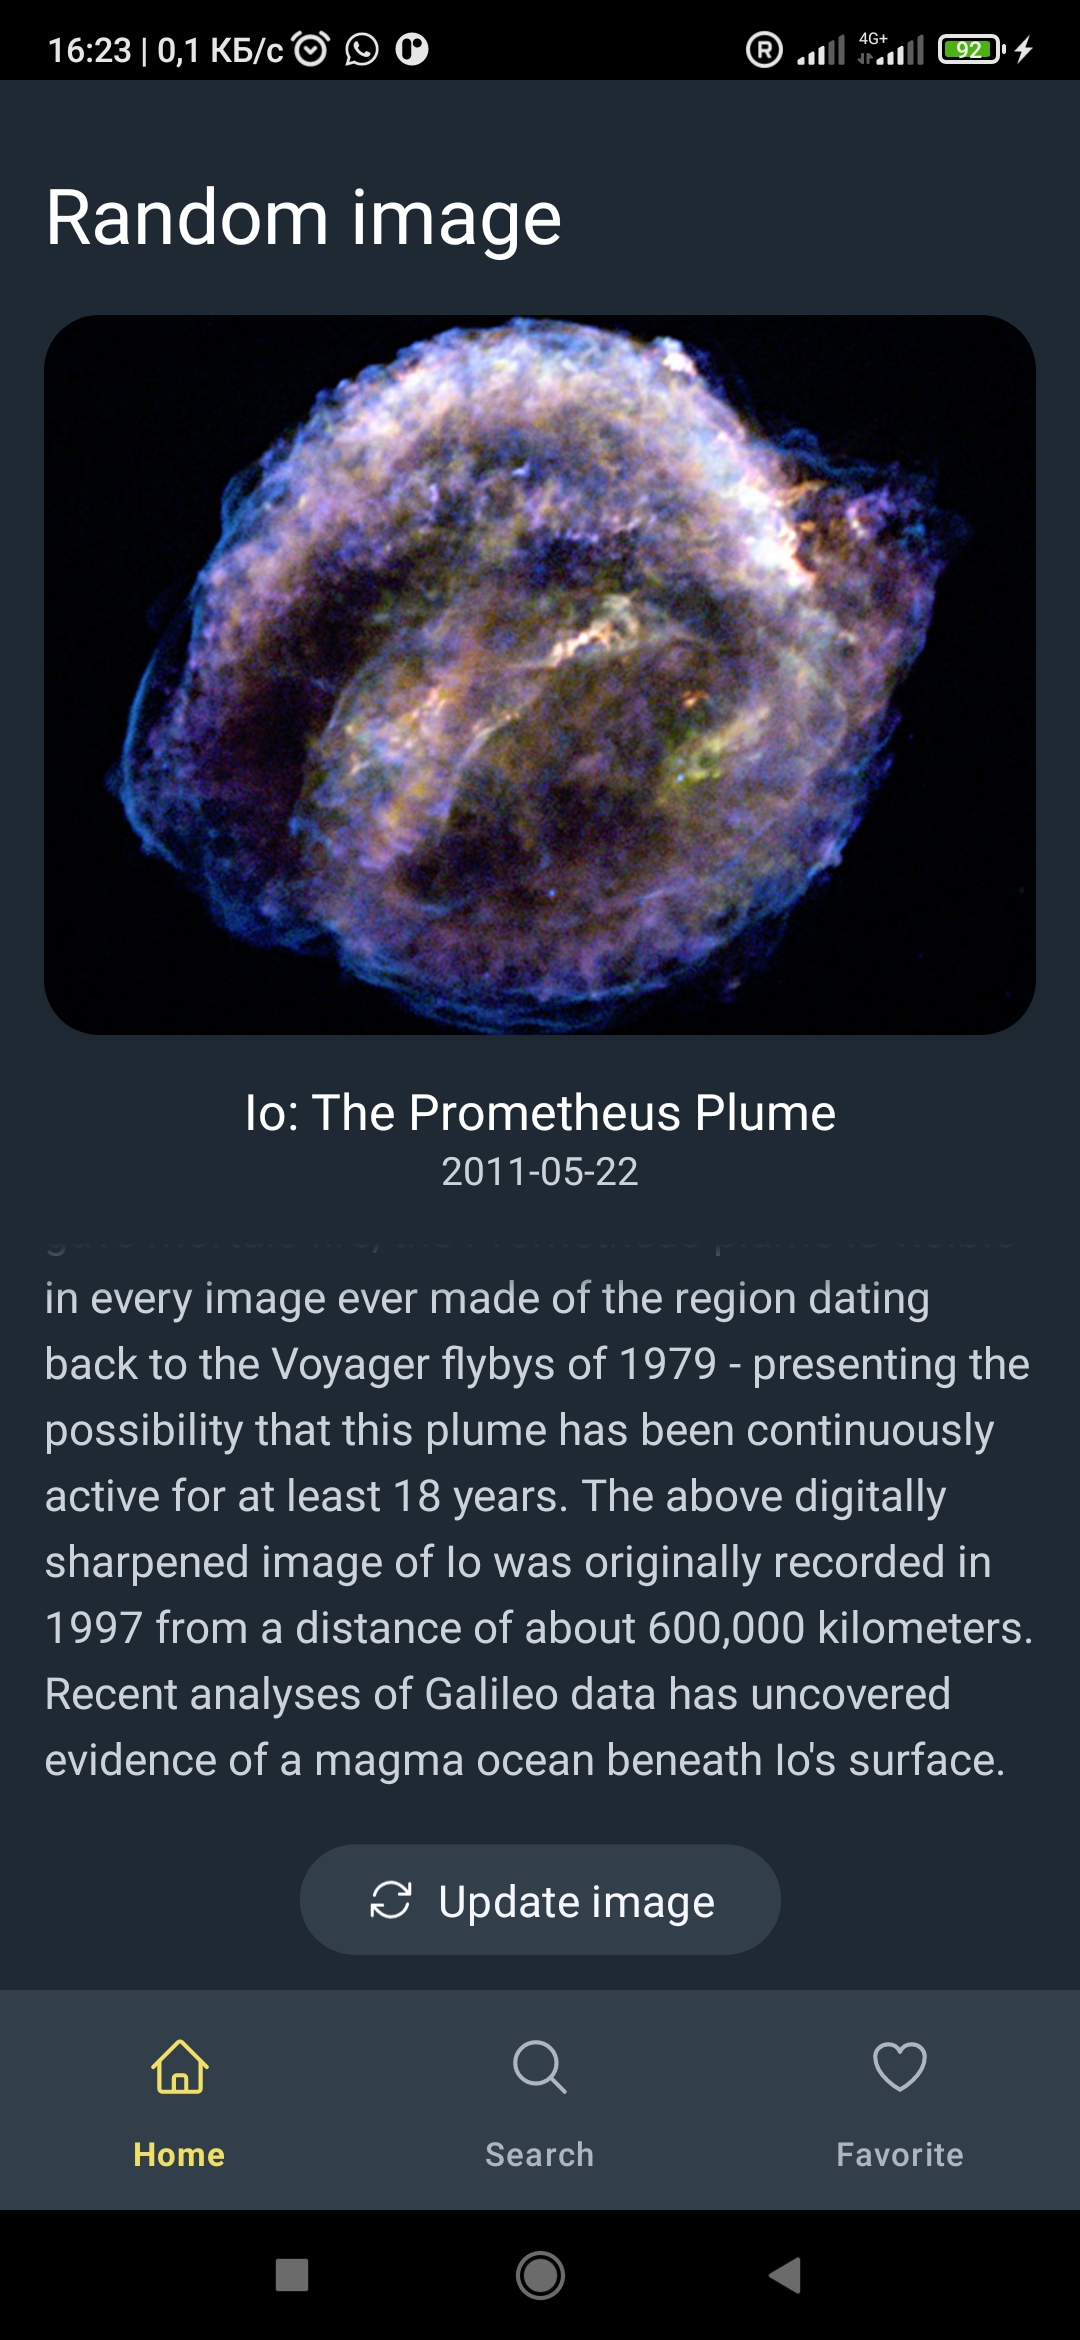 16:23 | 0,1 КБ/с
4G+
92
Random image
Io: The Prometheus Plume
2011-05-22
in every image ever made of the region dating
back to the Voyager flybys of 1979 - presenting the
possibility that this plume has been continuously
active for at least 18 years. The above digitally
sharpened image of Io was originally recorded in
1997 from a distance of about 600,000 kilometers.
Recent analyses of Galileo data has uncovered
evidence of a magma ocean beneath Io's surface.
Update image
Home
Search
Favorite